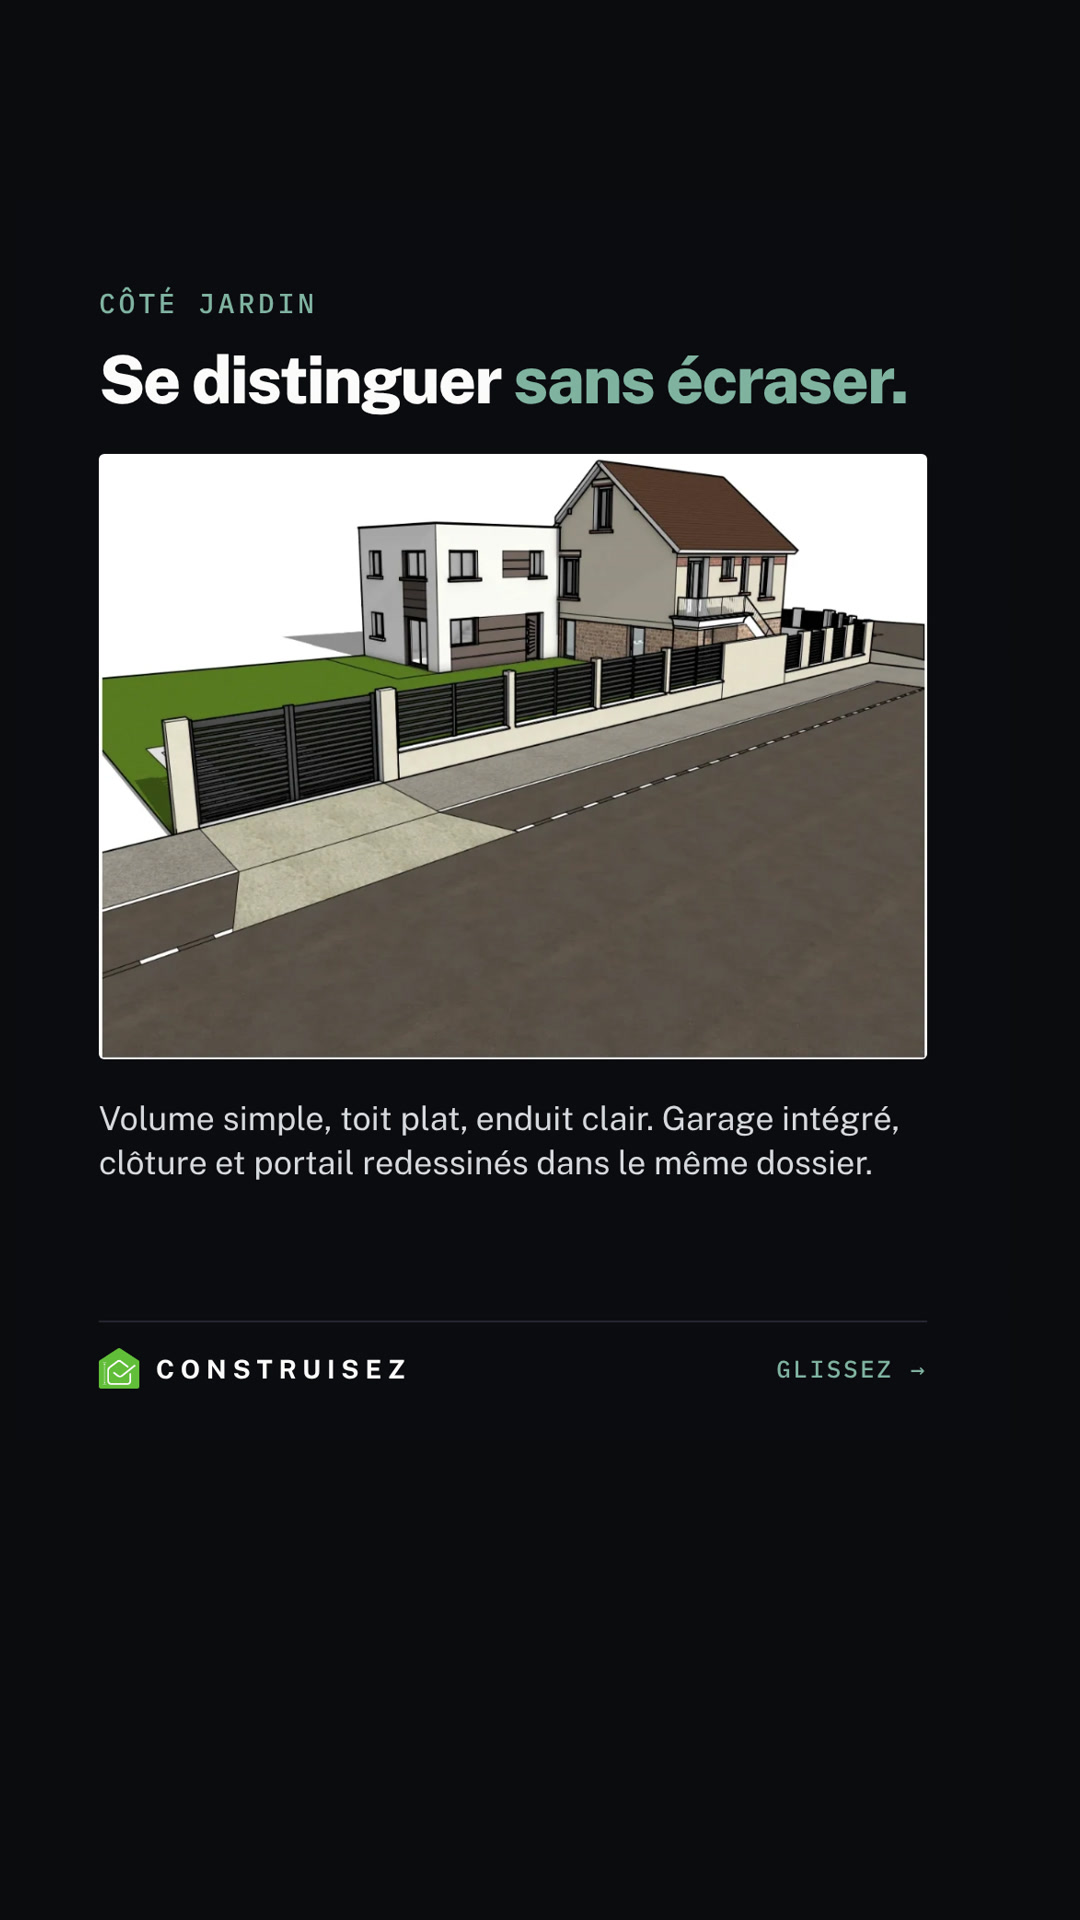 CÔTÉ JARDIN
Se distinguer sans écraser.
Volume simple, toit plat, enduit clair. Garage intégré,
clôture et portail redessinés dans le même dossier.
CONSTRUISEZ
GLISSEZ →